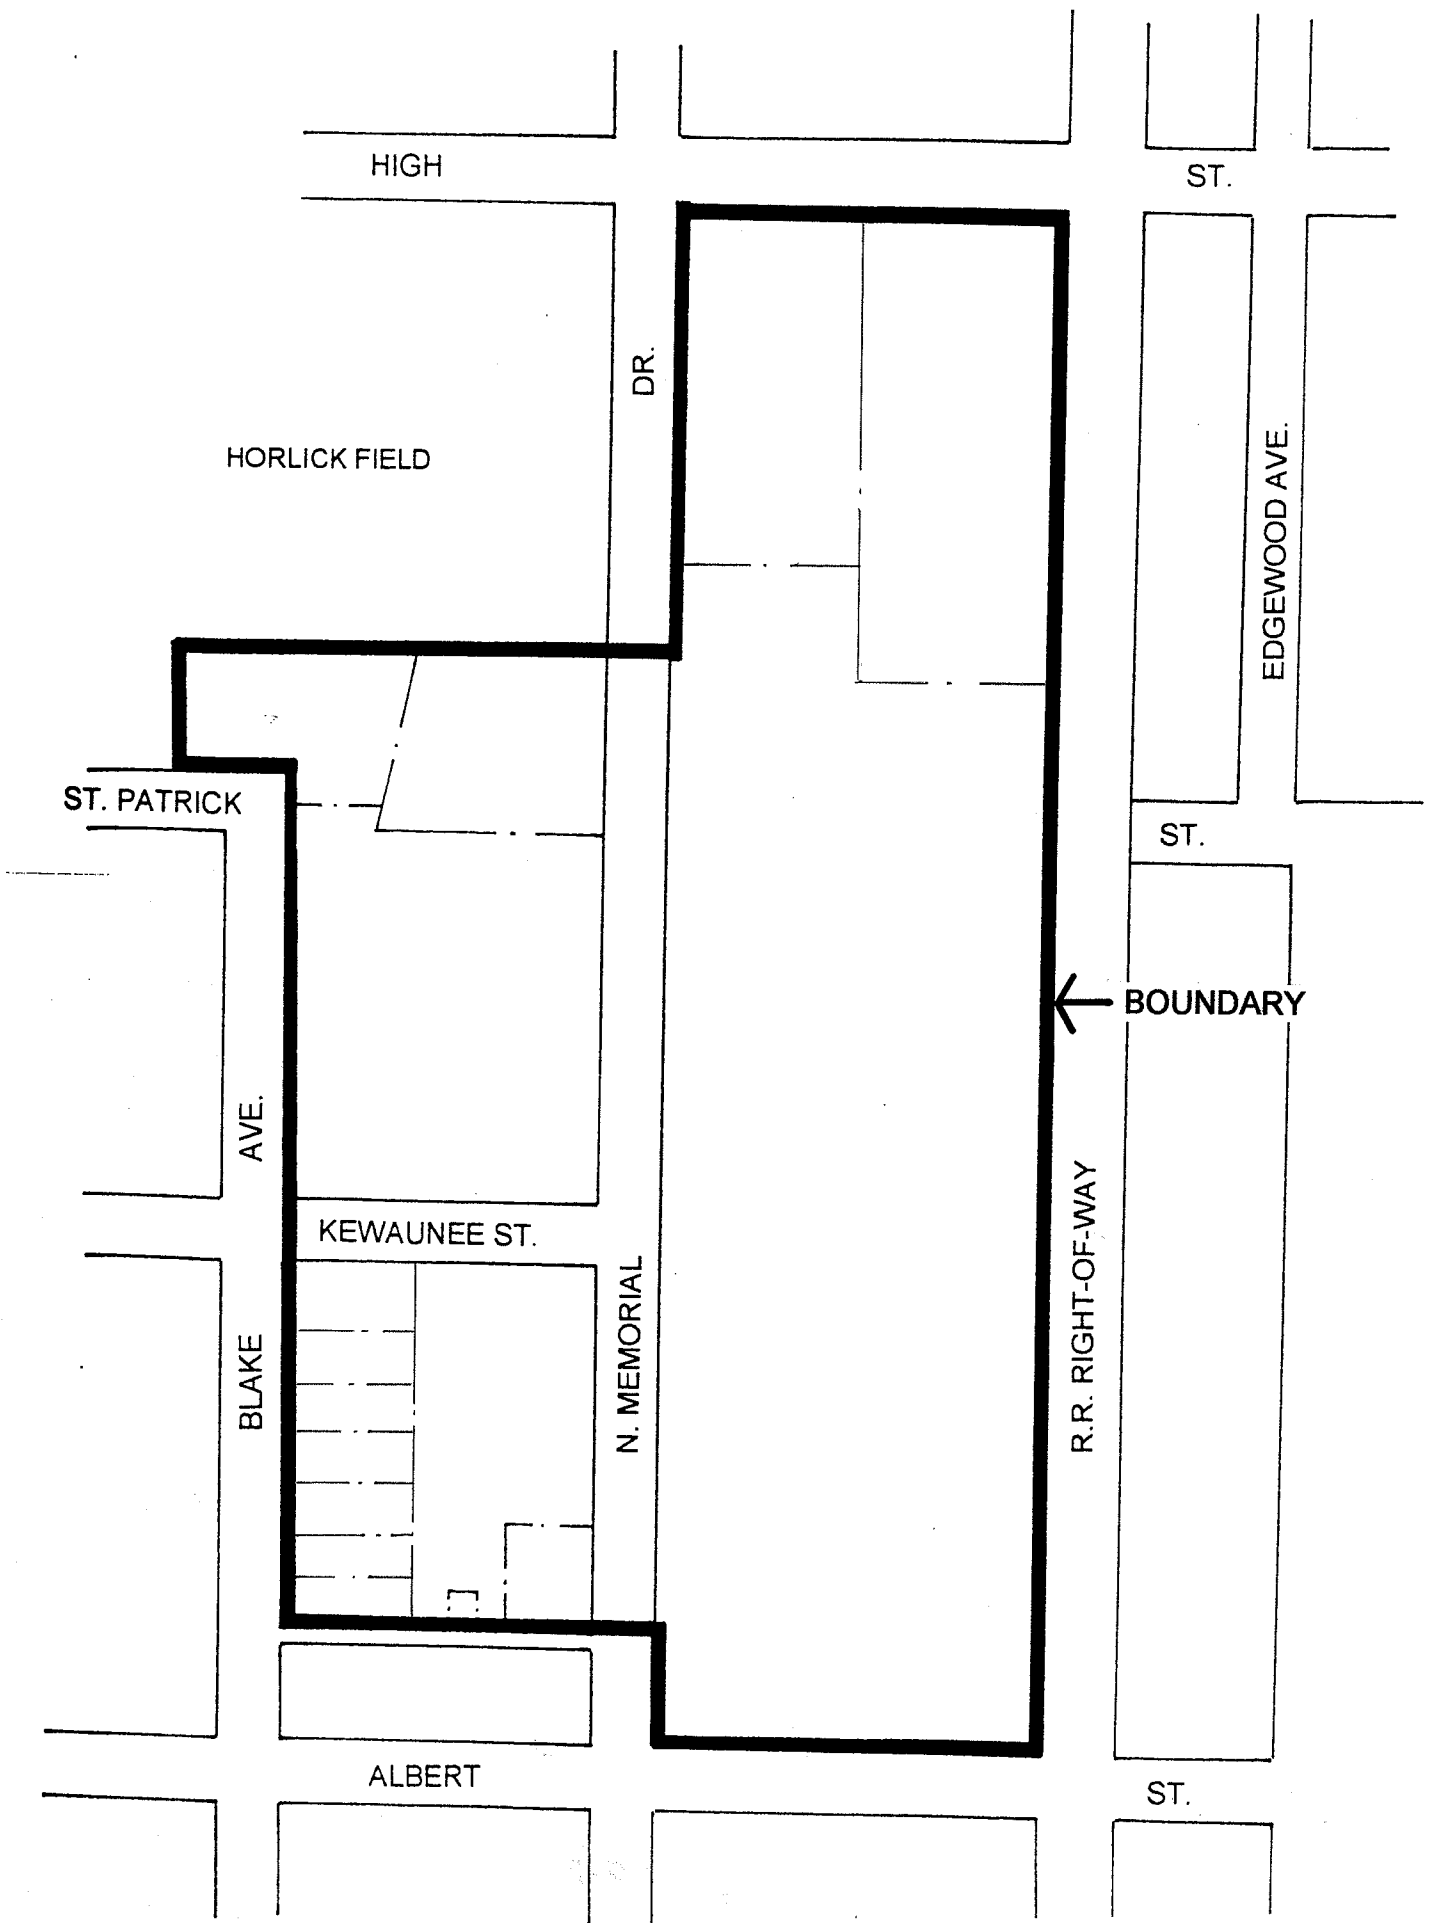 HIGH
ST.
DR.
HORLICK FIELD
EDGEWOOD AVE.
ST. PATRICK
ST.
BOUNDARY
AVE.
KEWAUNEE ST.
R.R. RIGHT-OF-WAY
N. MEMORIAL
BLAKE
ALBERT
ST.